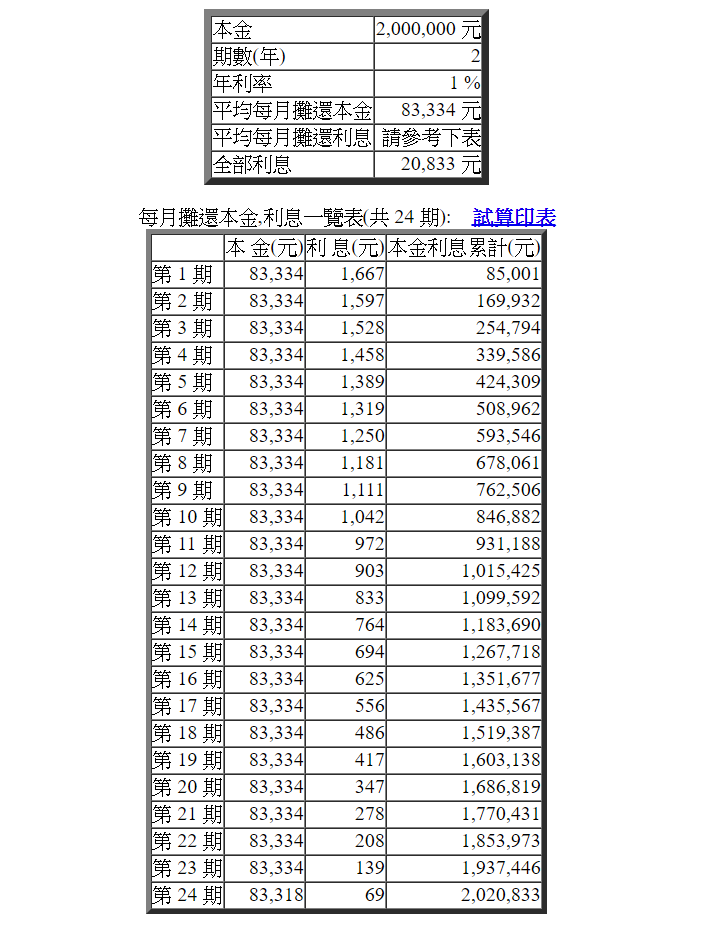 本金 2,000,000 元
期數(年) 2
年利率 1 %
平均每月攤還本金 83,334 元
平均每月攤還利息 請參考下表
全部利息 20,833 元
每月攤還本金,利息一覽表(共 24 期): 試算印表
本 金(元) 利 息(元) 本金利息累計(元)
第 1 期 83,334 1,667 85,001
第 2 期 83,334 1,597 169,932
第 3 期 83,334 1,528 254,794
第 4 期 83,334 1,458 339,586
第 5 期 83,334 1,389 424,309
第 6 期 83,334 1,319 508,962
第 7 期 83,334 1,250 593,546
第 8 期 83,334 1,181 678,061
第 9 期 83,334 1,111 762,506
第 10 期 83,334 1,042 846,882
第 11 期 83,334 972 931,188
第 12 期 83,334 903 1,015,425
第 13 期 83,334 833 1,099,592
第 14 期 83,334 764 1,183,690
第 15 期 83,334 694 1,267,718
第 16 期 83,334 625 1,351,677
第 17 期 83,334 556 1,435,567
第 18 期 83,334 486 1,519,387
第 19 期 83,334 417 1,603,138
第 20 期 83,334 347 1,686,819
第 21 期 83,334 278 1,770,431
第 22 期 83,334 208 1,853,973
第 23 期 83,334 139 1,937,446
第 24 期 83,318 69 2,020,833